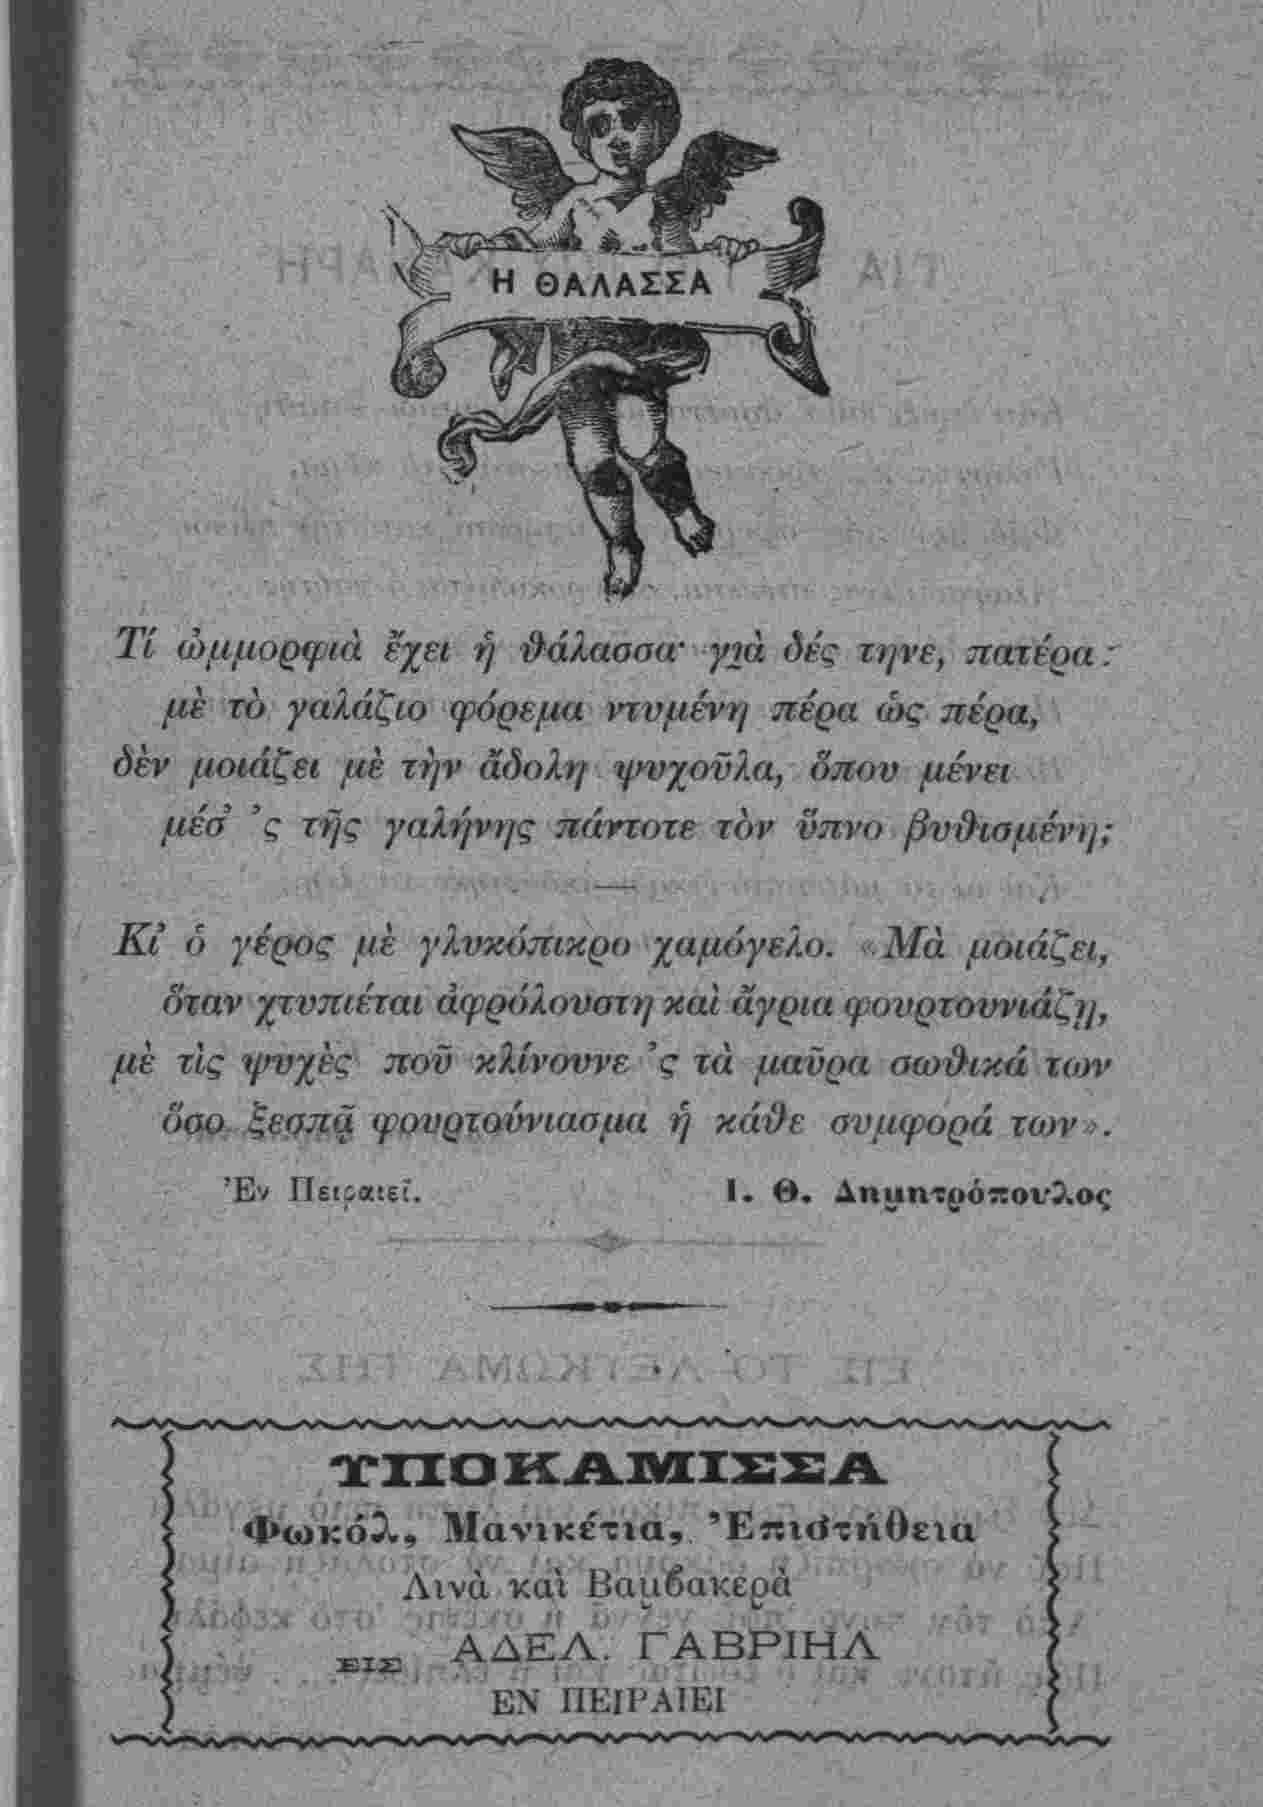 Η ΘΑΛΑΣΣΑ
Τί ὠμμορφιὰ ἔχει ἡ θάλασσα· γιὰ δές τηνε, πατέρα·
μὲ τὸ γαλάζιο φόρεμα ντυμένη πέρα ὡς πέρα,
δὲν μοιάζει μὲ τὴν ἄδολη ψυχοῦλα, ὅπου μένει
μέσ' 'ς τῆς γαλήνης πάντοτε τὸν ὕπνο βυθισμένη;
Κι' ὁ γέρος μὲ γλυκόπικρο χαμόγελο. «Μὰ μοιάζει,
ὅταν χτυπιέται ἀφρόλουστη καὶ ἄγρια φουρτουνιάζῃ,
μὲ τὶς ψυχὲς ποῦ κλίνουνε 'ς τὰ μαῦρα σωθικά των
ὅσο ξεσπᾷ φουρτούνιασμα ἡ κάθε συμφορά των».
Ἐν Πειραιεῖ.
Ι. Θ. Δημητρόπουλος
ΥΠΟΚΑΜΙΣΣΑ
Φωκόλ, Μανικέτια, Ἐπιστήθεια
Λινὰ καὶ Βαμβακερὰ
ΕΙΣ ΑΔΕΛ. ΓΑΒΡΙΗΛ
ΕΝ ΠΕΙΡΑΙΕΙ